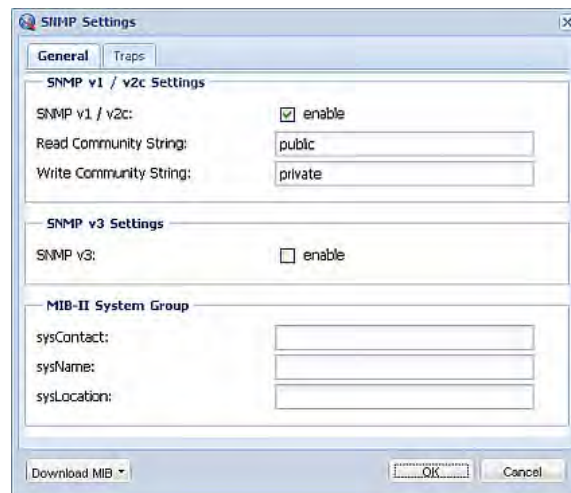 SNMP Settings
General Traps
SNMP v1 / v2c Settings
SNMP v1 / v2c: enable
Read Community String: public
Write Community String: private
SNMP v3 Settings
SNMP v3: enable
MIB-II System Group
sysContact:
sysName:
sysLocation:
Download MIB OK Cancel